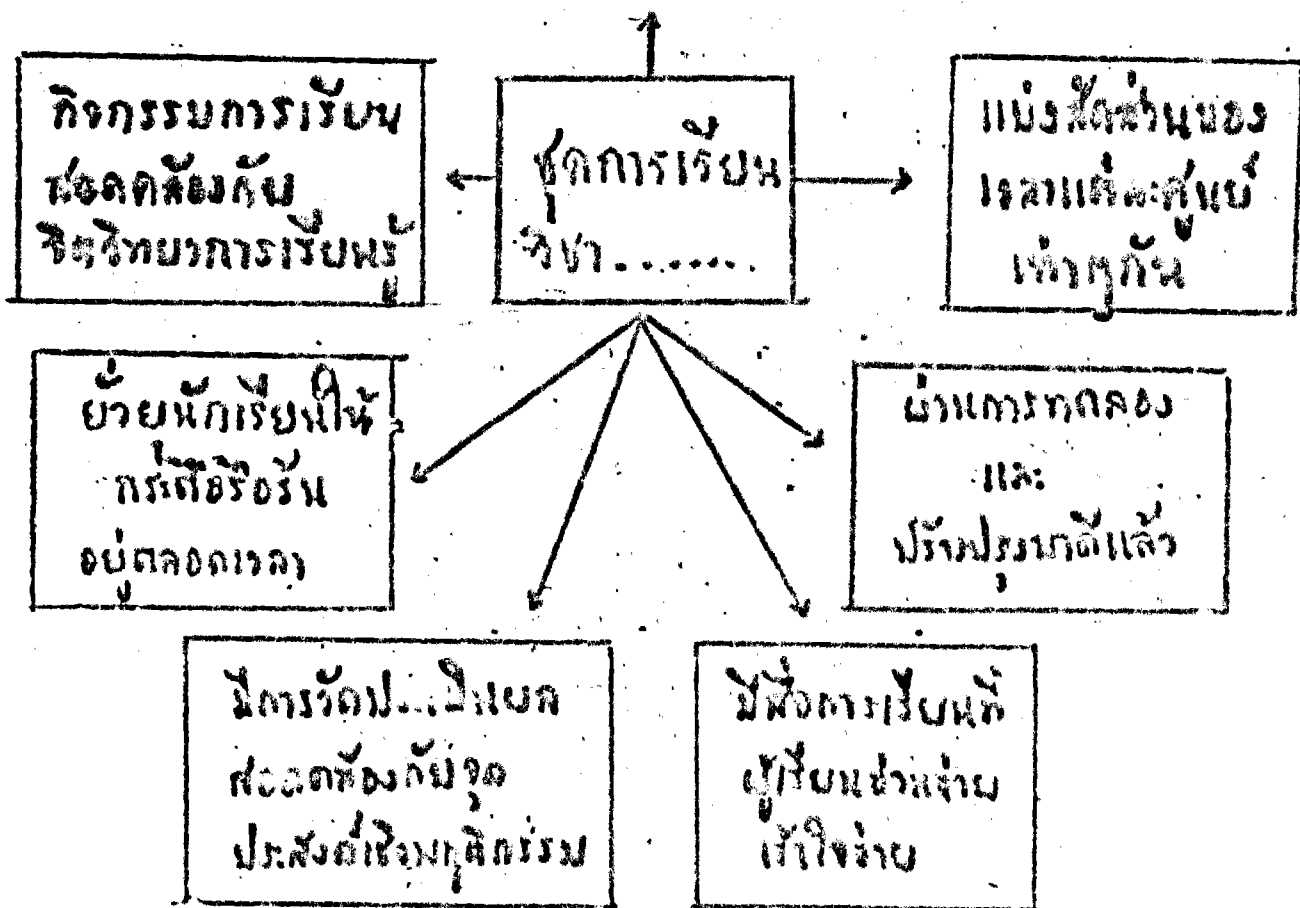 กิจกรรมการเรียน
สอดคล้องกับ
จิตวิทยาการเรียนรู้
ชุดการเรียน
วิชา.......
แบ่งสัดส่วนของ
เวลาแต่ละศูนย์
เท่าๆกัน
ยั่วยุนักเรียนให้
กระตือรือร้น
อยู่ตลอดเวลา
ผ่านการทดลอง
และ
ปรับปรุงมาดีแล้ว
มีการวัดประเมินผล
สอดคล้องกับจุด
ประสงค์เชิงพฤติกรรม
มีสื่อการเรียนที่
ผู้เรียนอ่านง่าย
เข้าใจง่าย